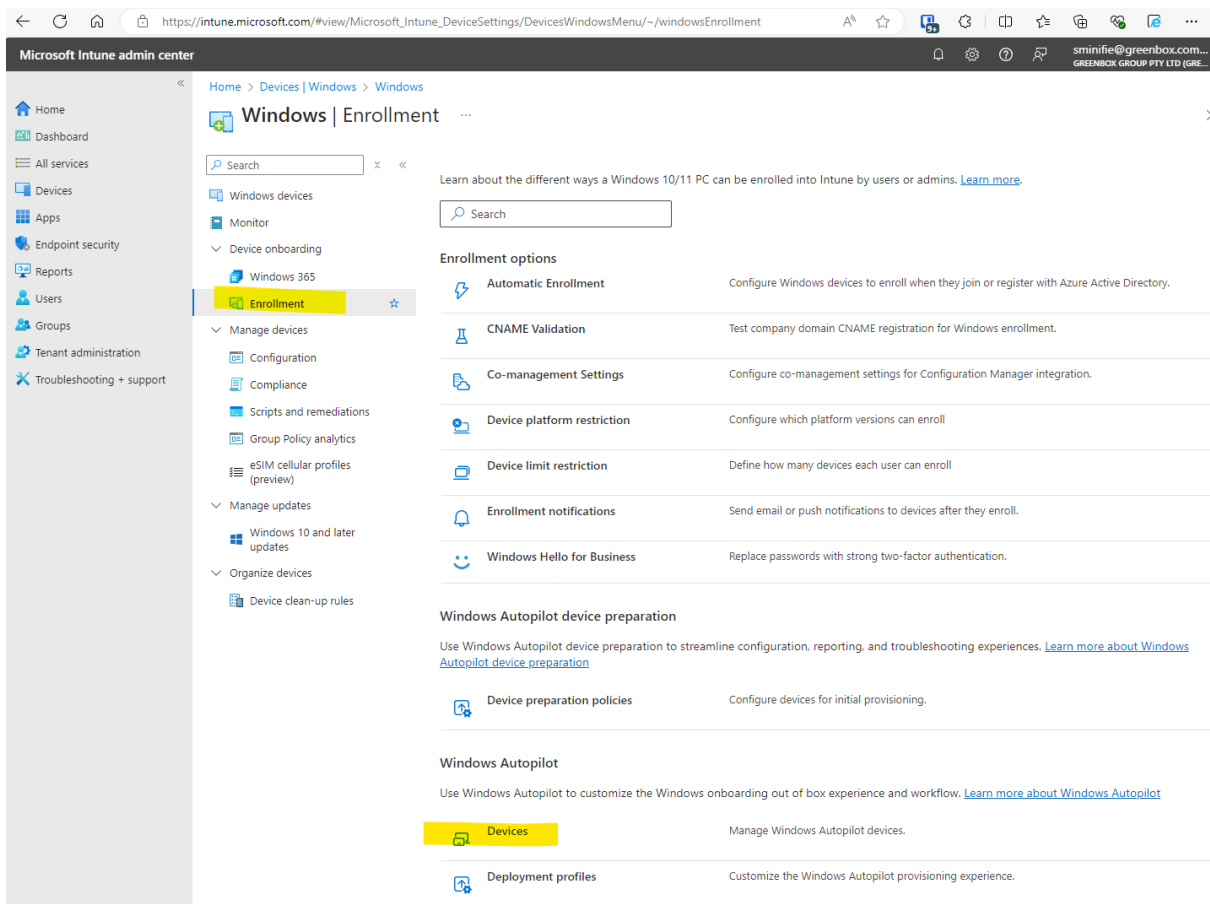 https://intune.microsoft.com/#view/Microsoft_Intune_DeviceSettings/DevicesWindowsMenu/~/windowsEnrollment
9+
Microsoft Intune admin center
sminifie@greenbox.com...
GREENBOX GROUP PTY LTD (GRE...
Home
Dashboard
All services
Devices
Apps
Endpoint security
Reports
Users
Groups
Tenant administration
Troubleshooting + support
Home > Devices | Windows > Windows
Windows | Enrollment ...
Search
Windows devices
Monitor
Device onboarding
Windows 365
Enrollment
Manage devices
Configuration
Compliance
Scripts and remediations
Group Policy analytics
eSIM cellular profiles
(preview)
Manage updates
Windows 10 and later
updates
Organize devices
Device clean-up rules
Learn about the different ways a Windows 10/11 PC can be enrolled into Intune by users or admins. Learn more.
Search
Enrollment options
Automatic Enrollment Configure Windows devices to enroll when they join or register with Azure Active Directory.
CNAME Validation Test company domain CNAME registration for Windows enrollment.
Co-management Settings Configure co-management settings for Configuration Manager integration.
Device platform restriction Configure which platform versions can enroll
Device limit restriction Define how many devices each user can enroll
Enrollment notifications Send email or push notifications to devices after they enroll.
Windows Hello for Business Replace passwords with strong two-factor authentication.
Windows Autopilot device preparation
Use Windows Autopilot device preparation to streamline configuration, reporting, and troubleshooting experiences. Learn more about Windows
Autopilot device preparation
Device preparation policies Configure devices for initial provisioning.
Windows Autopilot
Use Windows Autopilot to customize the Windows onboarding out of box experience and workflow. Learn more about Windows Autopilot
Devices Manage Windows Autopilot devices.
Deployment profiles Customize the Windows Autopilot provisioning experience.